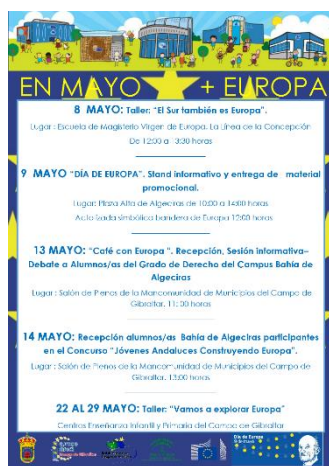 EN MAYO + EUROPA
8 MAYO: Taller: "El Sur también es Europa".
Lugar: Escuela de Magisterio Virgen de Europa. La Línea de la Concepción
De 12:00 a 13:30 horas
9 MAYO "DÍA DE EUROPA". Stand informativo y entrega de material
promocional.
Lugar: Plaza Alta de Algeciras de 10:00 a 14:00 horas
Acto izada simbólica bandera de Europa 12:00 horas
13 MAYO: "Café con Europa". Recepción, Sesión informativa–
Debate a Alumnos/as del Grado de Derecho del Campus Bahía de
Algeciras
Lugar: Salón de Plenos de la Mancomunidad de Municipios del Campo de
Gibraltar. 11:00 horas
14 MAYO: Recepción alumnos/as Bahía de Algeciras participantes
en el Concurso "Jóvenes Andaluces Construyendo Europa".
Lugar: Salón de Plenos de la Mancomunidad de Municipios del Campo de
Gibraltar. 13:00 horas
22 AL 29 MAYO: Taller: "Vamos a explorar Europa"
Centros Enseñanza Infantil y Primaria del Campo de Gibraltar
Día de Europa